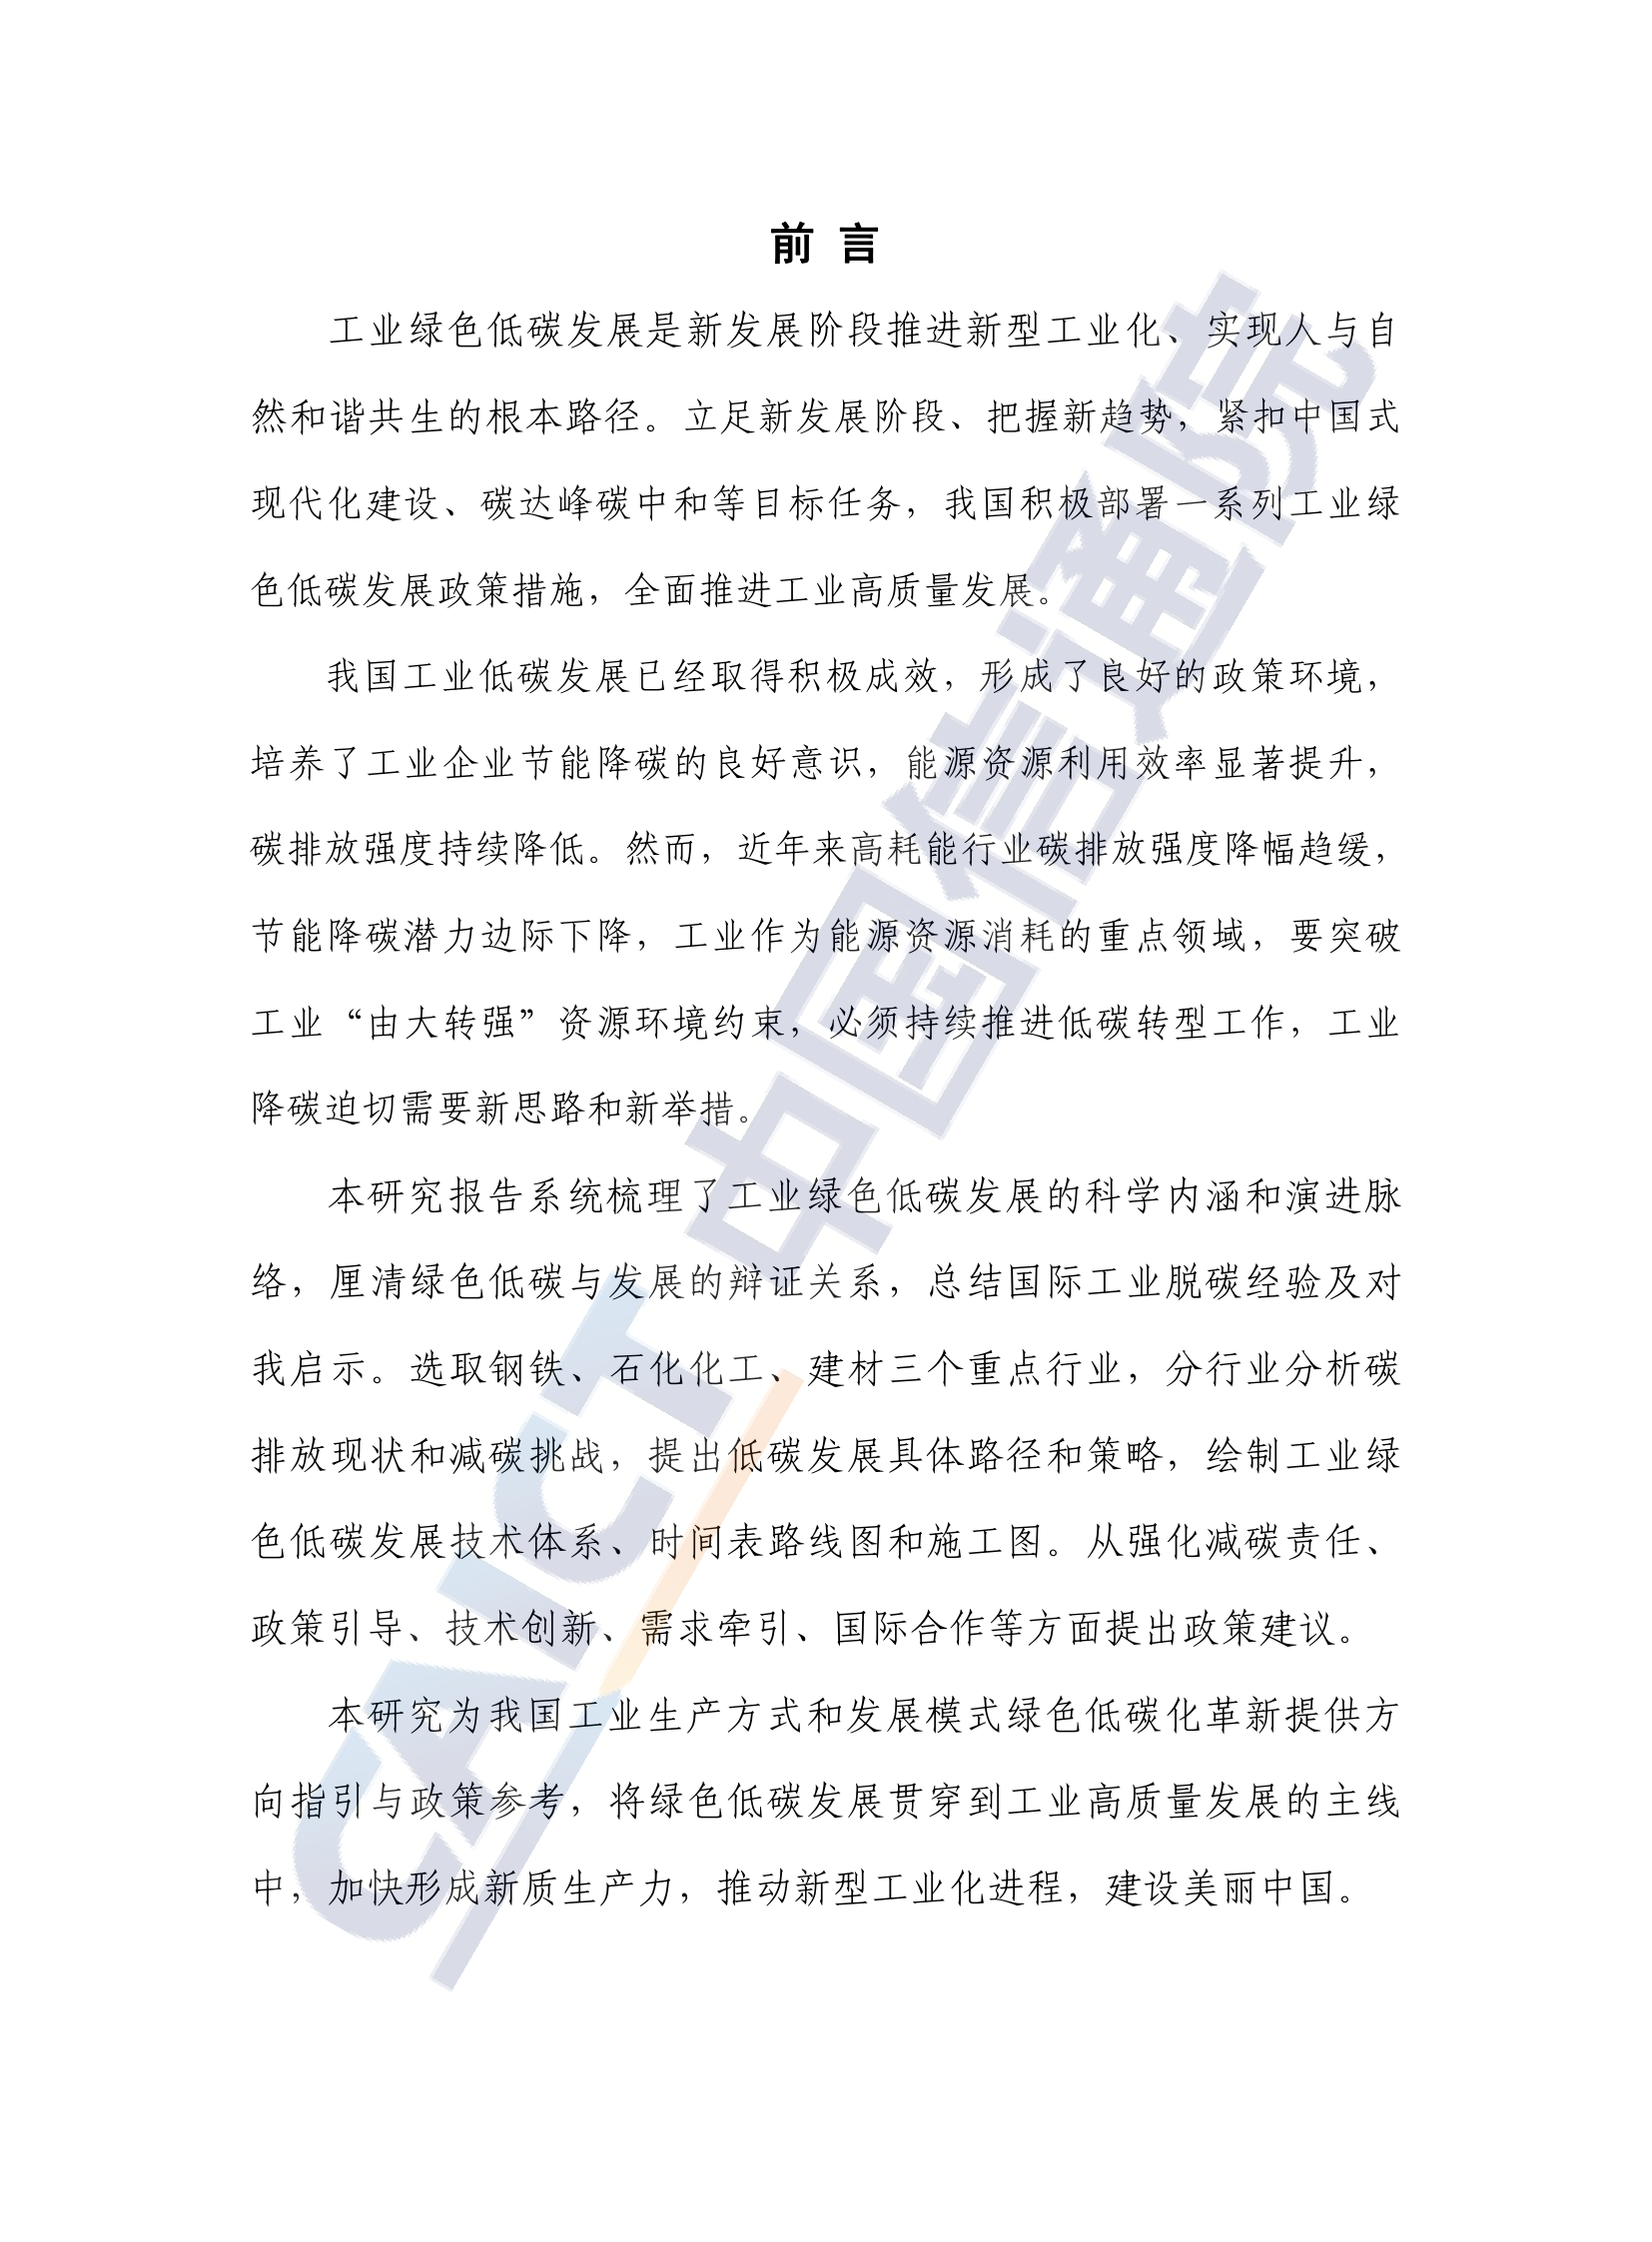 前 言
工业绿色低碳发展是新发展阶段推进新型工业化、实现人与自
然和谐共生的根本路径。立足新发展阶段、把握新趋势，紧扣中国式
现代化建设、碳达峰碳中和等目标任务，我国积极部署一系列工业绿
色低碳发展政策措施，全面推进工业高质量发展。
我国工业低碳发展已经取得积极成效，形成了良好的政策环境，
培养了工业企业节能降碳的良好意识，能源资源利用效率显著提升，
碳排放强度持续降低。然而，近年来高耗能行业碳排放强度降幅趋缓，
节能降碳潜力边际下降，工业作为能源资源消耗的重点领域，要突破
工业“由大转强”资源环境约束，必须持续推进低碳转型工作，工业
降碳迫切需要新思路和新举措。
本研究报告系统梳理了工业绿色低碳发展的科学内涵和演进脉
络，厘清绿色低碳与发展的辩证关系，总结国际工业脱碳经验及对
我启示。选取钢铁、石化化工、建材三个重点行业，分行业分析碳
排放现状和减碳挑战，提出低碳发展具体路径和策略，绘制工业绿
色低碳发展技术体系、时间表路线图和施工图。从强化减碳责任、
政策引导、技术创新、需求牵引、国际合作等方面提出政策建议。
本研究为我国工业生产方式和发展模式绿色低碳化革新提供方
向指引与政策参考，将绿色低碳发展贯穿到工业高质量发展的主线
中，加快形成新质生产力，推动新型工业化进程，建设美丽中国。
CAICT 中国信通院